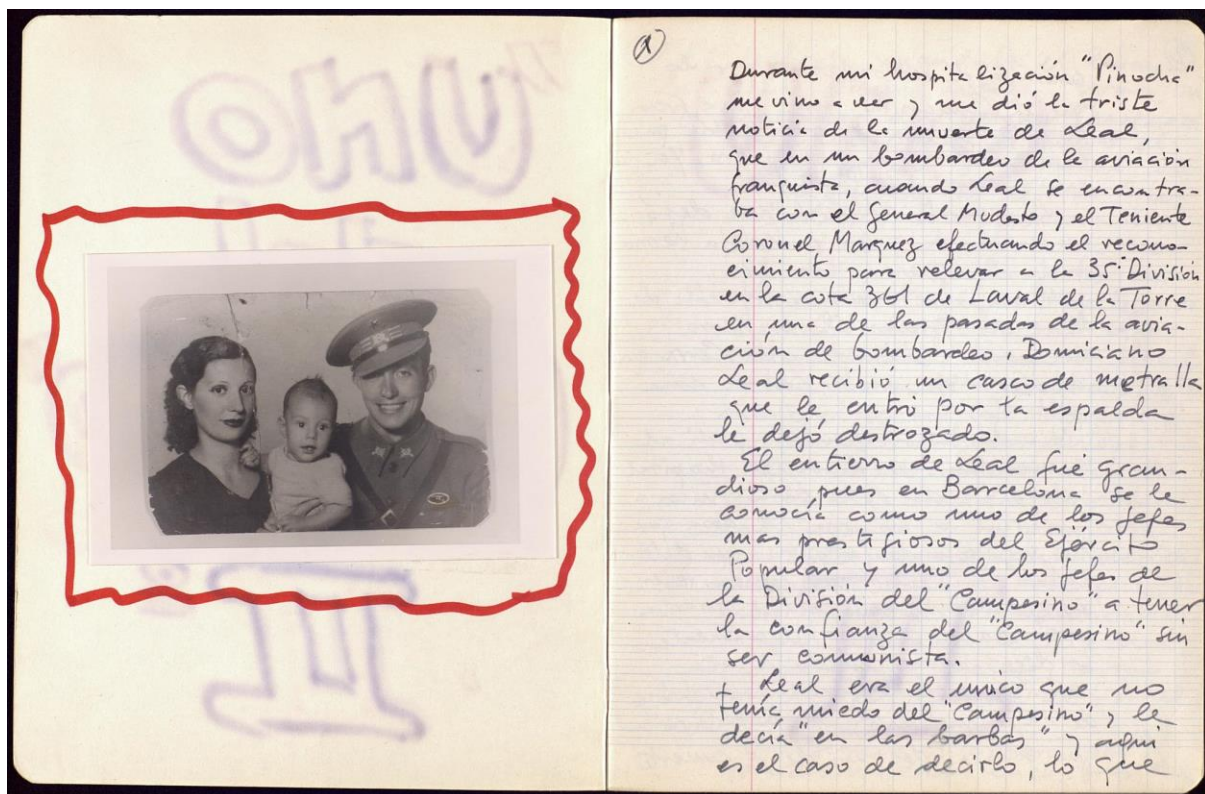 Durante mi hospitalización "Pinocha"
me vino a ver y me dió la triste
noticia de la muerte de Leal,
que en un bombardeo de la aviación
franquista, cuando Leal se encontra-
ba con el General Modesto y el Teniente
Coronel Marquez efectuando el recono-
cimiento para relevar a la 35ª División
en la cota 361 de Laval de la Torre
en una de las pasadas de la avia-
ción de bombardeo, Domiciano
Leal recibió un casco de metralla
que le entró por la espalda
le dejó destrozado.
El entierro de Leal fué gran-
dioso pues en Barcelona se le
conocía como uno de los jefes
mas prestigiosos del Ejército
Popular y uno de los jefes de
la División del "Campesino" a tener
la confianza del "Campesino" sin
ser comunista.
+ Leal era el unico que no
tenía miedo del "Campesino" y le
decía "en las barbas" y aqui
es el caso de decirlo, lo que